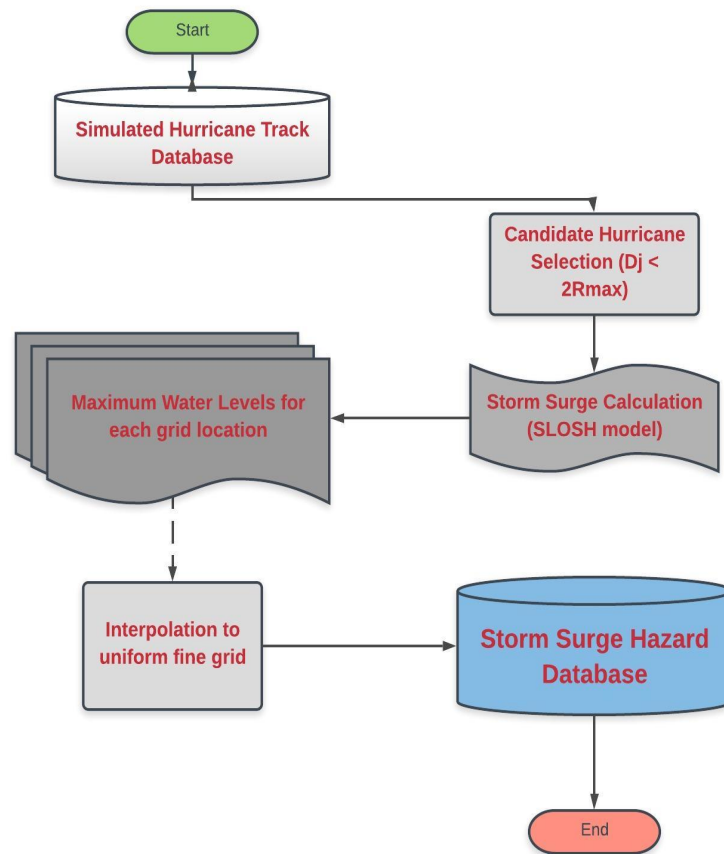 Start
Simulated Hurricane Track
Database
Candidate Hurricane
Selection (Dj <
2Rmax)
Storm Surge Calculation
(SLOSH model)
Maximum Water Levels for
each grid location
Interpolation to
uniform fine grid
Storm Surge Hazard
Database
End